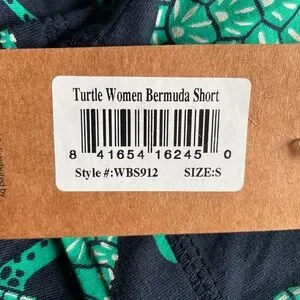 Turtle Women Bermuda Short
8 41654 16245 0
Style #:WBS912 SIZE:S